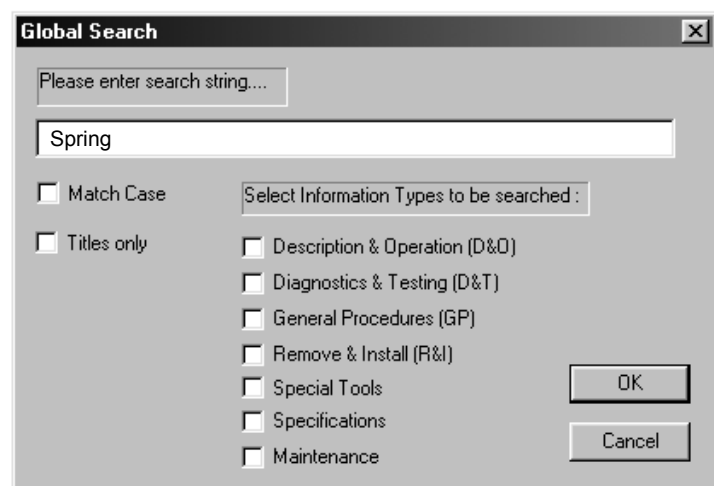 Global Search
Please enter search string....
Spring
Match Case
Select Information Types to be searched :
Titles only
Description & Operation (D&O)
Diagnostics & Testing (D&T)
General Procedures (GP)
Remove & Install (R&I)
Special Tools
Specifications
Maintenance
OK
Cancel